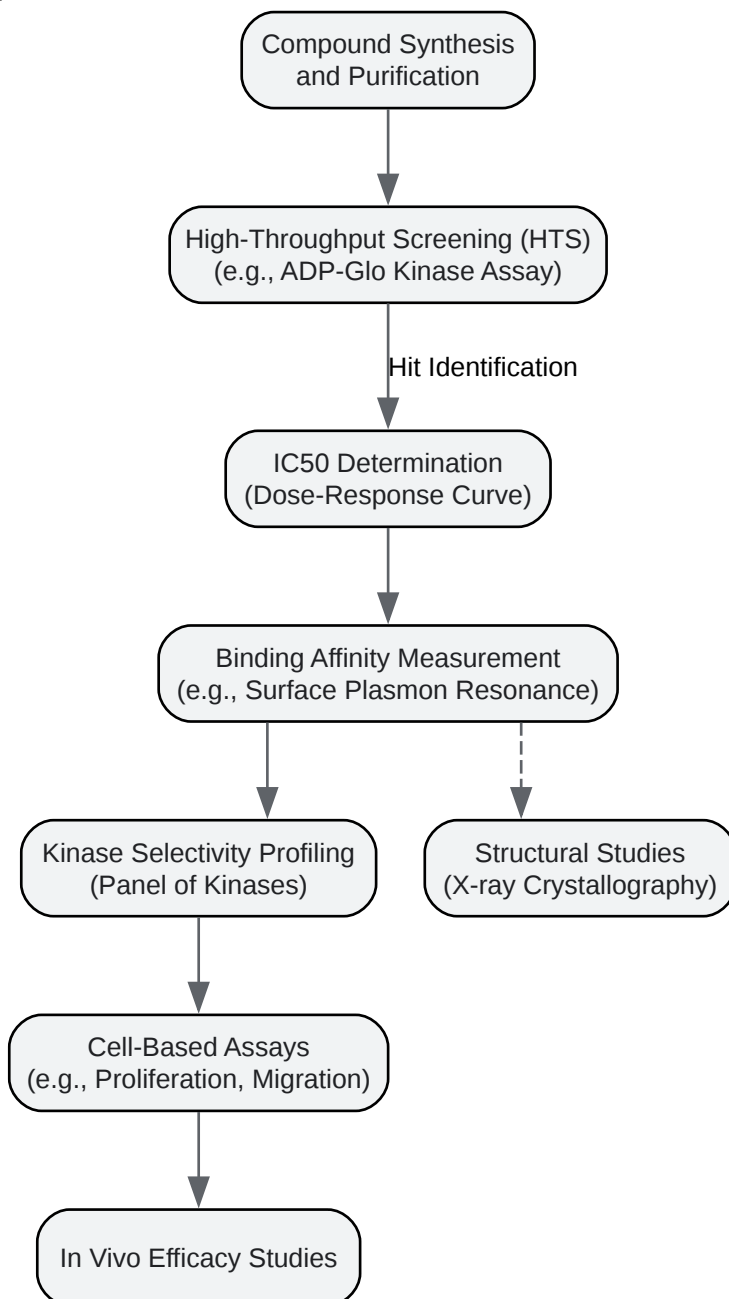 Compound Synthesis
and Purification
High-Throughput Screening (HTS)
(e.g., ADP-Glo Kinase Assay)
Hit Identification
IC50 Determination
(Dose-Response Curve)
Binding Affinity Measurement
(e.g., Surface Plasmon Resonance)
Kinase Selectivity Profiling
(Panel of Kinases)
Structural Studies
(X-ray Crystallography)
Cell-Based Assays
(e.g., Proliferation, Migration)
In Vivo Efficacy Studies